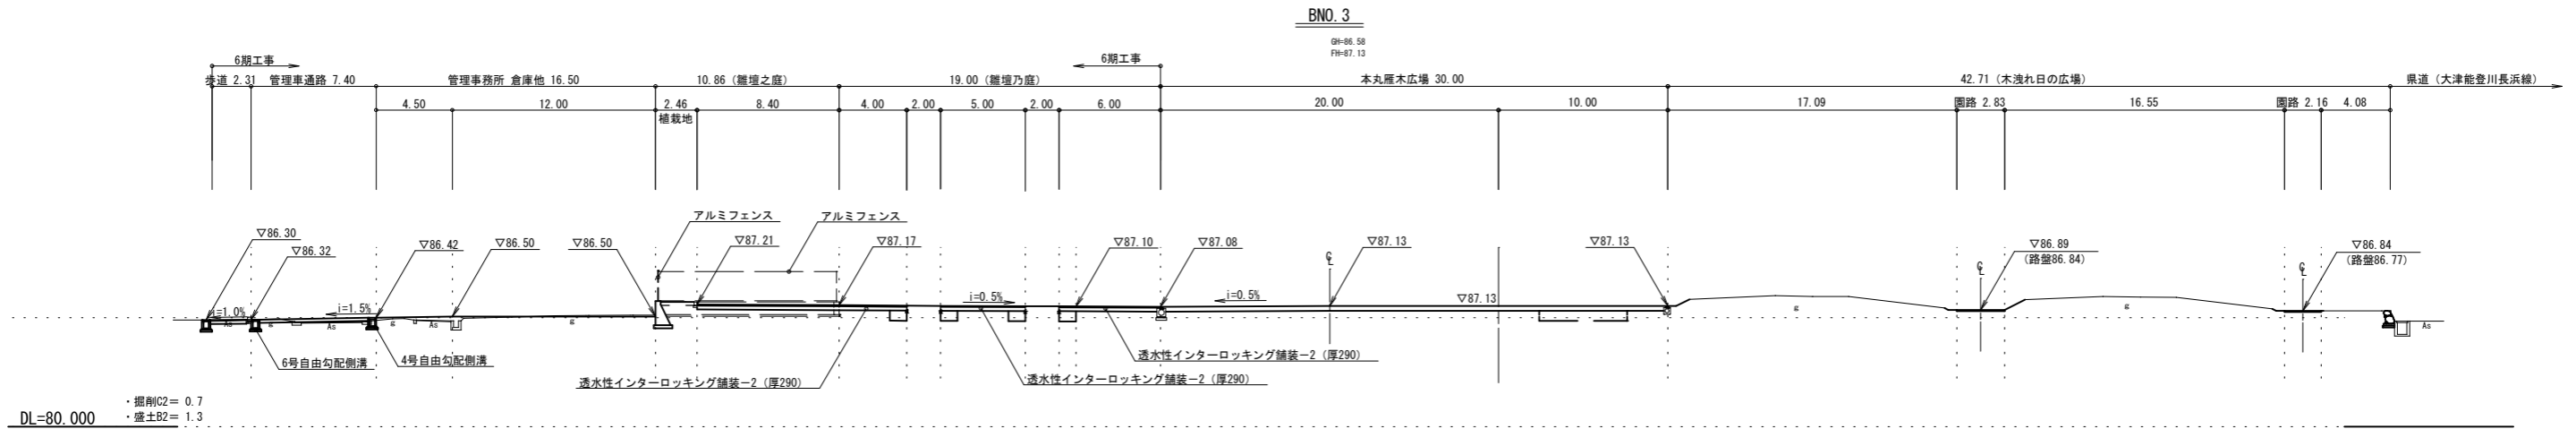 BNO.3
GH=86.58
FH=87.13
6期工事
6期工事
歩道 2.31
管理車通路 7.40
管理事務所 倉庫他 16.50
10.86（雛壇之庭）
19.00（雛壇乃庭）
本丸雁木広場 30.00
42.71（木洩れ日の広場）
県道（大津能登川長浜線）
4.50
12.00
2.46
8.40
4.00
2.00
5.00
2.00
6.00
20.00
10.00
17.09
園路 2.83
16.55
園路 2.16
4.08
植栽地
アルミフェンス
アルミフェンス
▽86.30
▽86.32
▽86.42
▽86.50
▽86.50
▽87.21
▽87.17
▽87.10
▽87.08
▽87.13
▽87.13
▽86.89
（路盤86.84）
▽86.84
（路盤86.77）
℄
℄
℄
i=1.0%
i=1.5%
i=0.5%
i=0.5%
▽87.13
As
g
As
g
As
g
g
g
As
6号自由勾配側溝
4号自由勾配側溝
透水性インターロッキング舗装－2（厚290）
透水性インターロッキング舗装－2（厚290）
透水性インターロッキング舗装－2（厚290）
・掘削C2＝ 0.7
・盛土B2＝ 1.3
DL=80.000